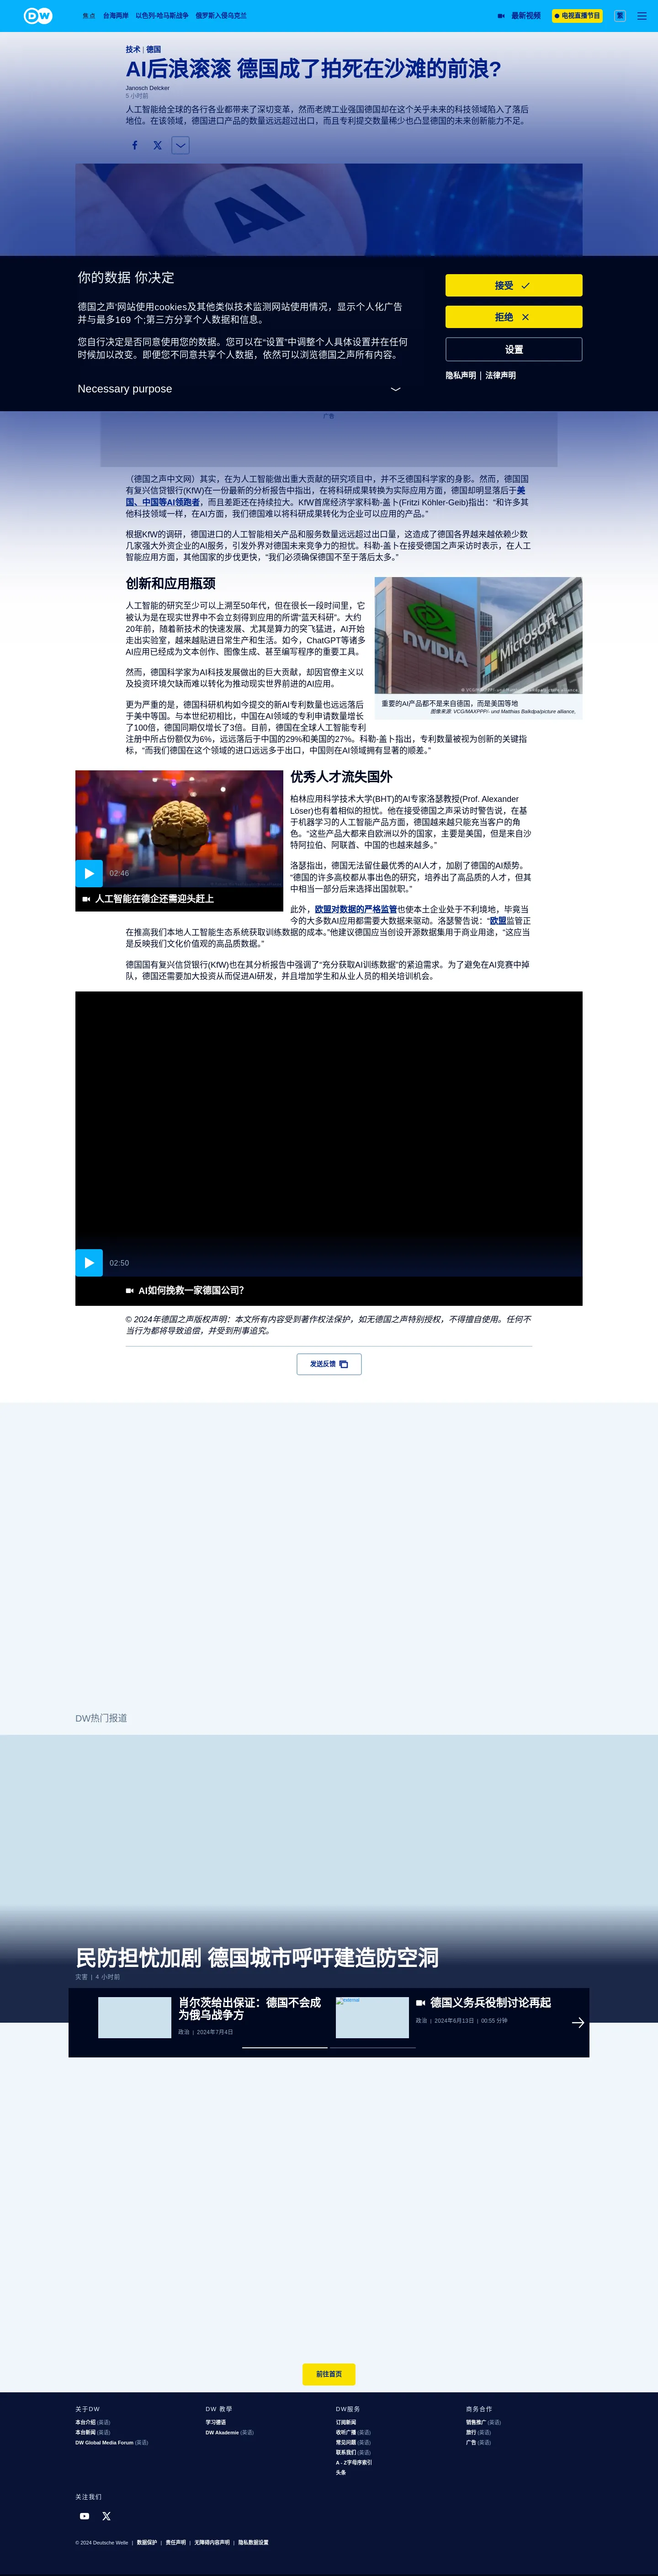 DW
焦点 台海两岸 以色列-哈马斯战争 俄罗斯入侵乌克兰
最新视频
电视直播节目
繁
技术 | 德国
AI后浪滚滚 德国成了拍死在沙滩的前浪?
Janosch Delcker
5 小时前
人工智能给全球的各行各业都带来了深切变革,然而老牌工业强国德国却在这个关乎未来的科技领域陷入了落后
地位。在该领域,德国进口产品的数量远远超过出口,而且专利提交数量稀少也凸显德国的未来创新能力不足。
AI
你的数据 你决定
德国之声'网站使用cookies及其他类似技术监测网站使用情况,显示个人化广告
并与最多169 个;第三方分享个人数据和信息。
您自行决定是否同意使用您的数据。您可以在“设置”中调整个人具体设置并在任何
时候加以改变。即便您不同意共享个人数据,依然可以浏览德国之声所有内容。
Necessary purpose
接受
拒绝
设置
隐私声明 | 法律声明
广告
(德国之声中文网)其实,在为人工智能做出重大贡献的研究项目中,并不乏德国科学家的身影。然而,德国国
有复兴信贷银行(KfW)在一份最新的分析报告中指出,在将科研成果转换为实际应用方面,德国却明显落后于美
国、中国等AI领跑者,而且差距还在持续拉大。KfW首席经济学家科勒-盖卜(Fritzi Köhler-Geib)指出:“和许多其
他科技领域一样,在AI方面,我们德国难以将科研成果转化为企业可以应用的产品。”
根据KfW的调研,德国进口的人工智能相关产品和服务数量远远超过出口量,这造成了德国各界越来越依赖少数
几家强大外资企业的AI服务,引发外界对德国未来竞争力的担忧。科勒-盖卜在接受德国之声采访时表示,在人工
智能应用方面,其他国家的步伐更快,“我们必须确保德国不至于落后太多。”
创新和应用瓶颈
人工智能的研究至少可以上溯至50年代,但在很长一段时间里,它
被认为是在现实世界中不会立刻得到应用的所谓“蓝天科研”。大约
20年前,随着新技术的快速发展、尤其是算力的突飞猛进,AI开始
走出实验室,越来越贴进日常生产和生活。如今,ChatGPT等诸多
AI应用已经成为文本创作、图像生成、甚至编写程序的重要工具。
NVIDIA
Microsoft
重要的AI产品都不是来自德国,而是美国等地
图像来源: VCG/MAXPPP/- und Matthias Balkdpa/picture alliance,
然而,德国科学家为AI科技发展做出的巨大贡献,却因官僚主义以
及投资环境欠缺而难以转化为推动现实世界前进的AI应用。
更为严重的是,德国科研机构如今提交的新AI专利数量也远远落后
于美中等国。与本世纪初相比,中国在AI领域的专利申请数量增长
了100倍,德国同期仅增长了3倍。目前,德国在全球人工智能专利
注册中所占份额仅为6%,远远落后于中国的29%和美国的27%。科勒-盖卜指出,专利数量被视为创新的关键指
标,“而我们德国在这个领域的进口远远多于出口,中国则在AI领域拥有显著的顺差。”
02:46
人工智能在德企还需迎头赶上
优秀人才流失国外
柏林应用科学技术大学(BHT)的AI专家洛瑟教授(Prof. Alexander
Löser)也有着相似的担忧。他在接受德国之声采访时警告说,在基
于机器学习的人工智能产品方面,德国越来越只能充当客户的角
色。“这些产品大都来自欧洲以外的国家,主要是美国,但是来自沙
特阿拉伯、阿联酋、中国的也越来越多。”
洛瑟指出,德国无法留住最优秀的AI人才,加剧了德国的AI颓势。
“德国的许多高校都从事出色的研究,培养出了高品质的人才,但其
中相当一部分后来选择出国就职。”
此外,欧盟对数据的严格监管也使本土企业处于不利境地,毕竟当
今的大多数AI应用都需要大数据来驱动。洛瑟警告说:“欧盟监管正
在推高我们本地人工智能生态系统获取训练数据的成本。”他建议德国应当创设开源数据集用于商业用途,“这应当
是反映我们文化价值观的高品质数据。”
德国国有复兴信贷银行(KfW)也在其分析报告中强调了“充分获取AI训练数据”的紧迫需求。为了避免在AI竞赛中掉
队,德国还需要加大投资从而促进AI研发,并且增加学生和从业人员的相关培训机会。
02:50
AI如何挽救一家德国公司?
© 2024年德国之声版权声明:本文所有内容受到著作权法保护,如无德国之声特别授权,不得擅自使用。任何不
当行为都将导致追偿,并受到刑事追究。
发送反馈
DW热门报道
民防担忧加剧 德国城市呼吁建造防空洞
灾害 | 4 小时前
肖尔茨给出保证:德国不会成
为俄乌战争方
政治 | 2024年7月4日
德国义务兵役制讨论再起
政治 | 2024年6月13日 | 00:55 分钟
前往首页
关于DW
本台介绍 (英语)
本台新闻 (英语)
DW Global Media Forum (英语)
DW 教學
学习德语
DW Akademie (英语)
DW服务
订阅新闻
收听广播 (英语)
常见问题 (英语)
联系我们 (英语)
A - Z字母序索引
头条
商务合作
销售推广 (英语)
旅行 (英语)
广告 (英语)
关注我们
© 2024 Deutsche Welle | 数据保护 | 责任声明 | 无障碍内容声明 | 隐私数据设置